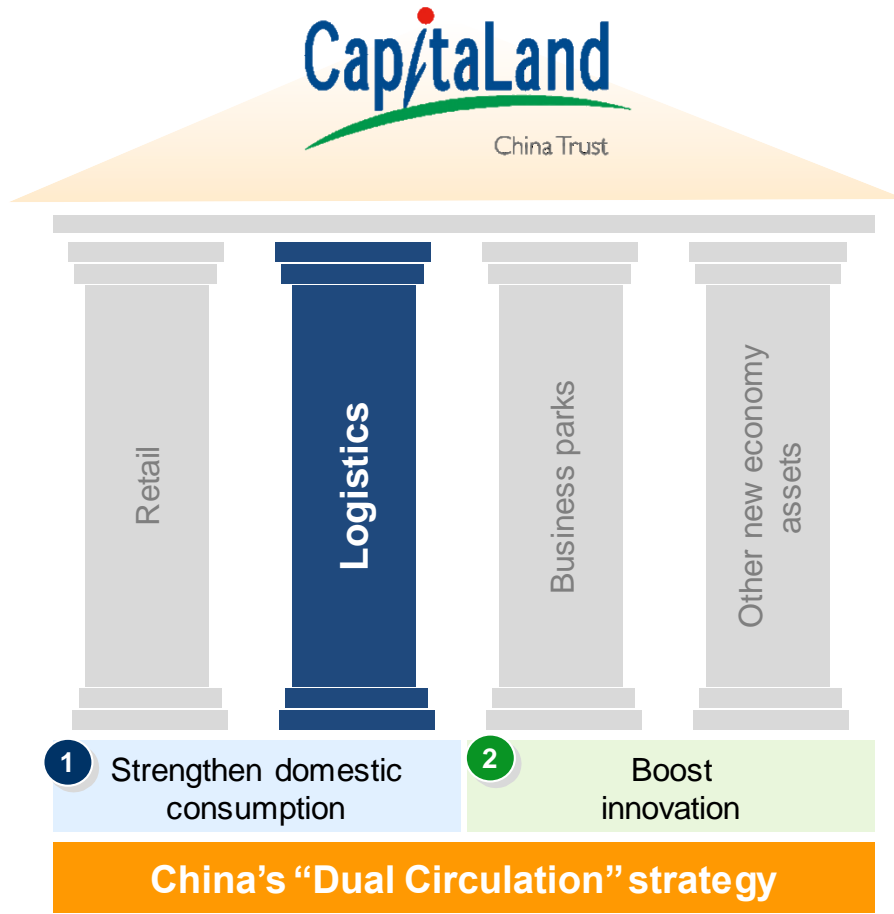 CapitaLand
China Trust
Retail
Logistics
Business parks
Other new economy
assets
1
Strengthen domestic
consumption
2
Boost
innovation
China's “Dual Circulation” strategy